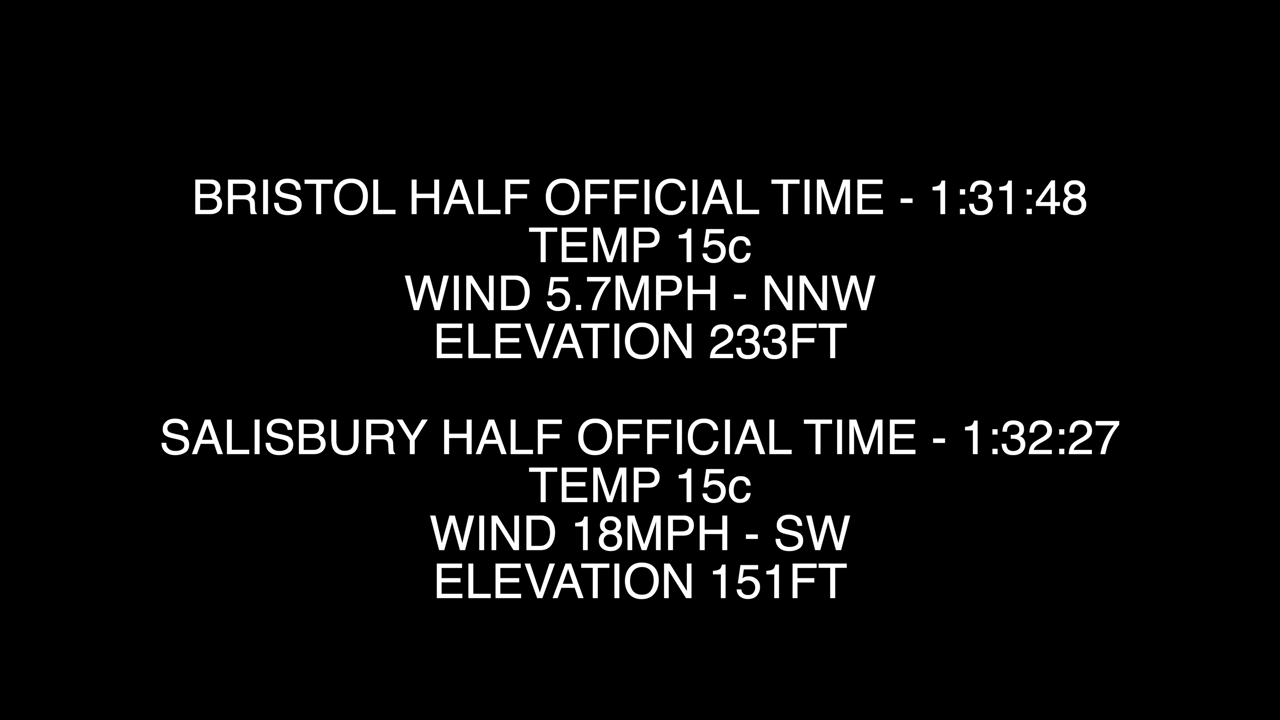 BRISTOL HALF OFFICIAL TIME - 1:31:48
TEMP 15c
WIND 5.7MPH - NNW
ELEVATION 233FT
SALISBURY HALF OFFICIAL TIME - 1:32:27
TEMP 15c
WIND 18MPH - SW
ELEVATION 151FT